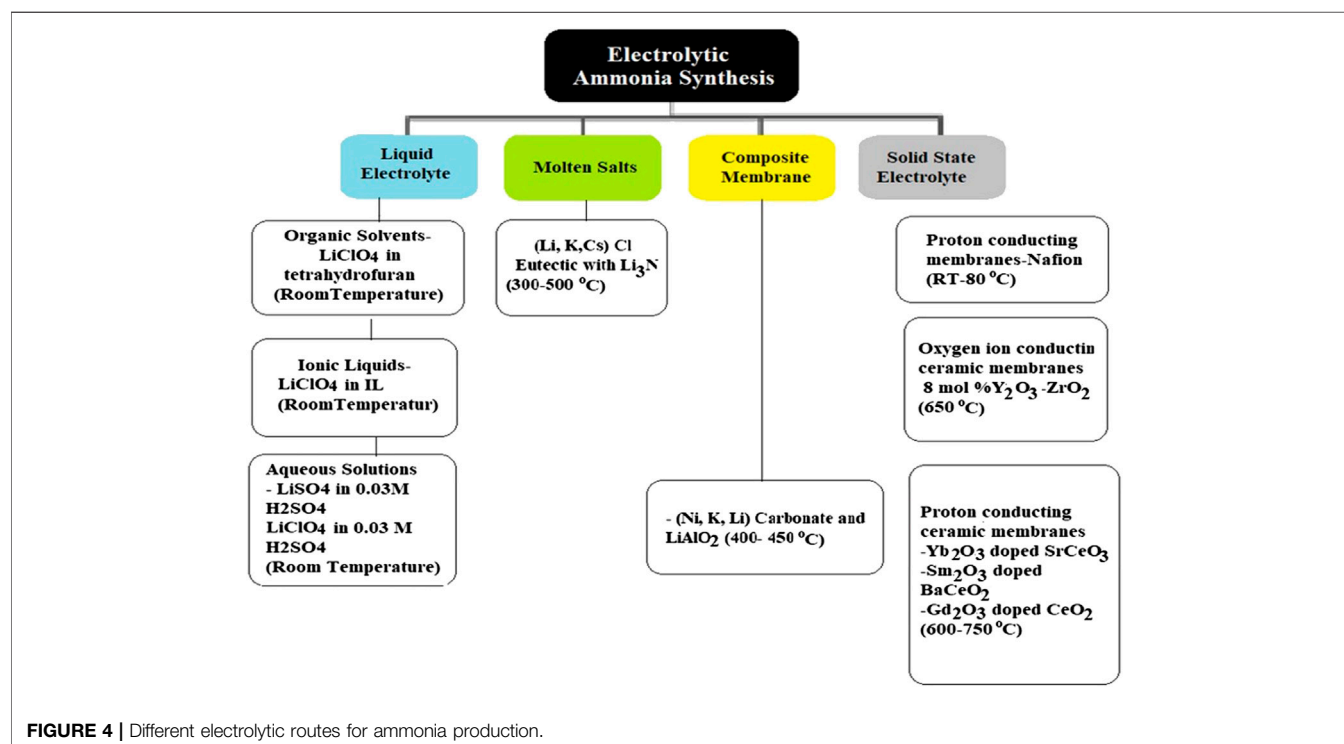 Electrolytic
Ammonia Synthesis
Liquid
Electrolyte
Molten Salts
Composite
Membrane
Solid State
Electrolyte
Organic Solvents-
LiClO4 in
tetrahydrofuran
(RoomTemperature)
Ionic Liquids-
LiClO4 in IL
(RoomTemperatur)
Aqueous Solutions
- LiSO4 in 0.03M
H2SO4
LiClO4 in 0.03 M
H2SO4
(Room Temperature)
(Li, K,Cs) Cl
Eutectic with Li3N
(300-500 °C)
- (Ni, K, Li) Carbonate and
LiAlO2 (400- 450 °C)
Proton conducting
membranes-Nafion
(RT-80 °C)
Oxygen ion conductin
ceramic membranes
8 mol %Y2O3 -ZrO2
(650 °C)
Proton conducting
ceramic membranes
-Yb2O3 doped SrCeO3
-Sm2O3 doped
BaCeO2
-Gd2O3 doped CeO2
(600-750 °C)
FIGURE 4 | Different electrolytic routes for ammonia production.